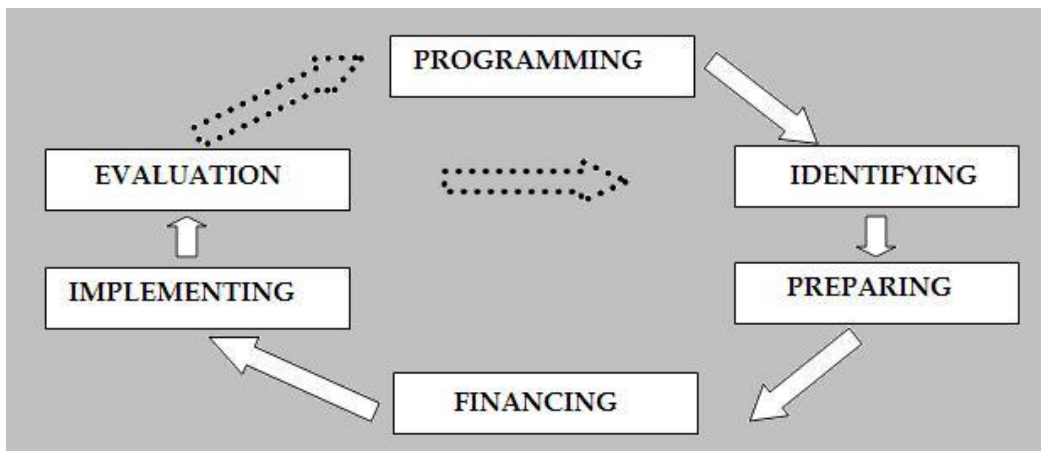 PROGRAMMING
EVALUATION
IDENTIFYING
IMPLEMENTING
PREPARING
FINANCING